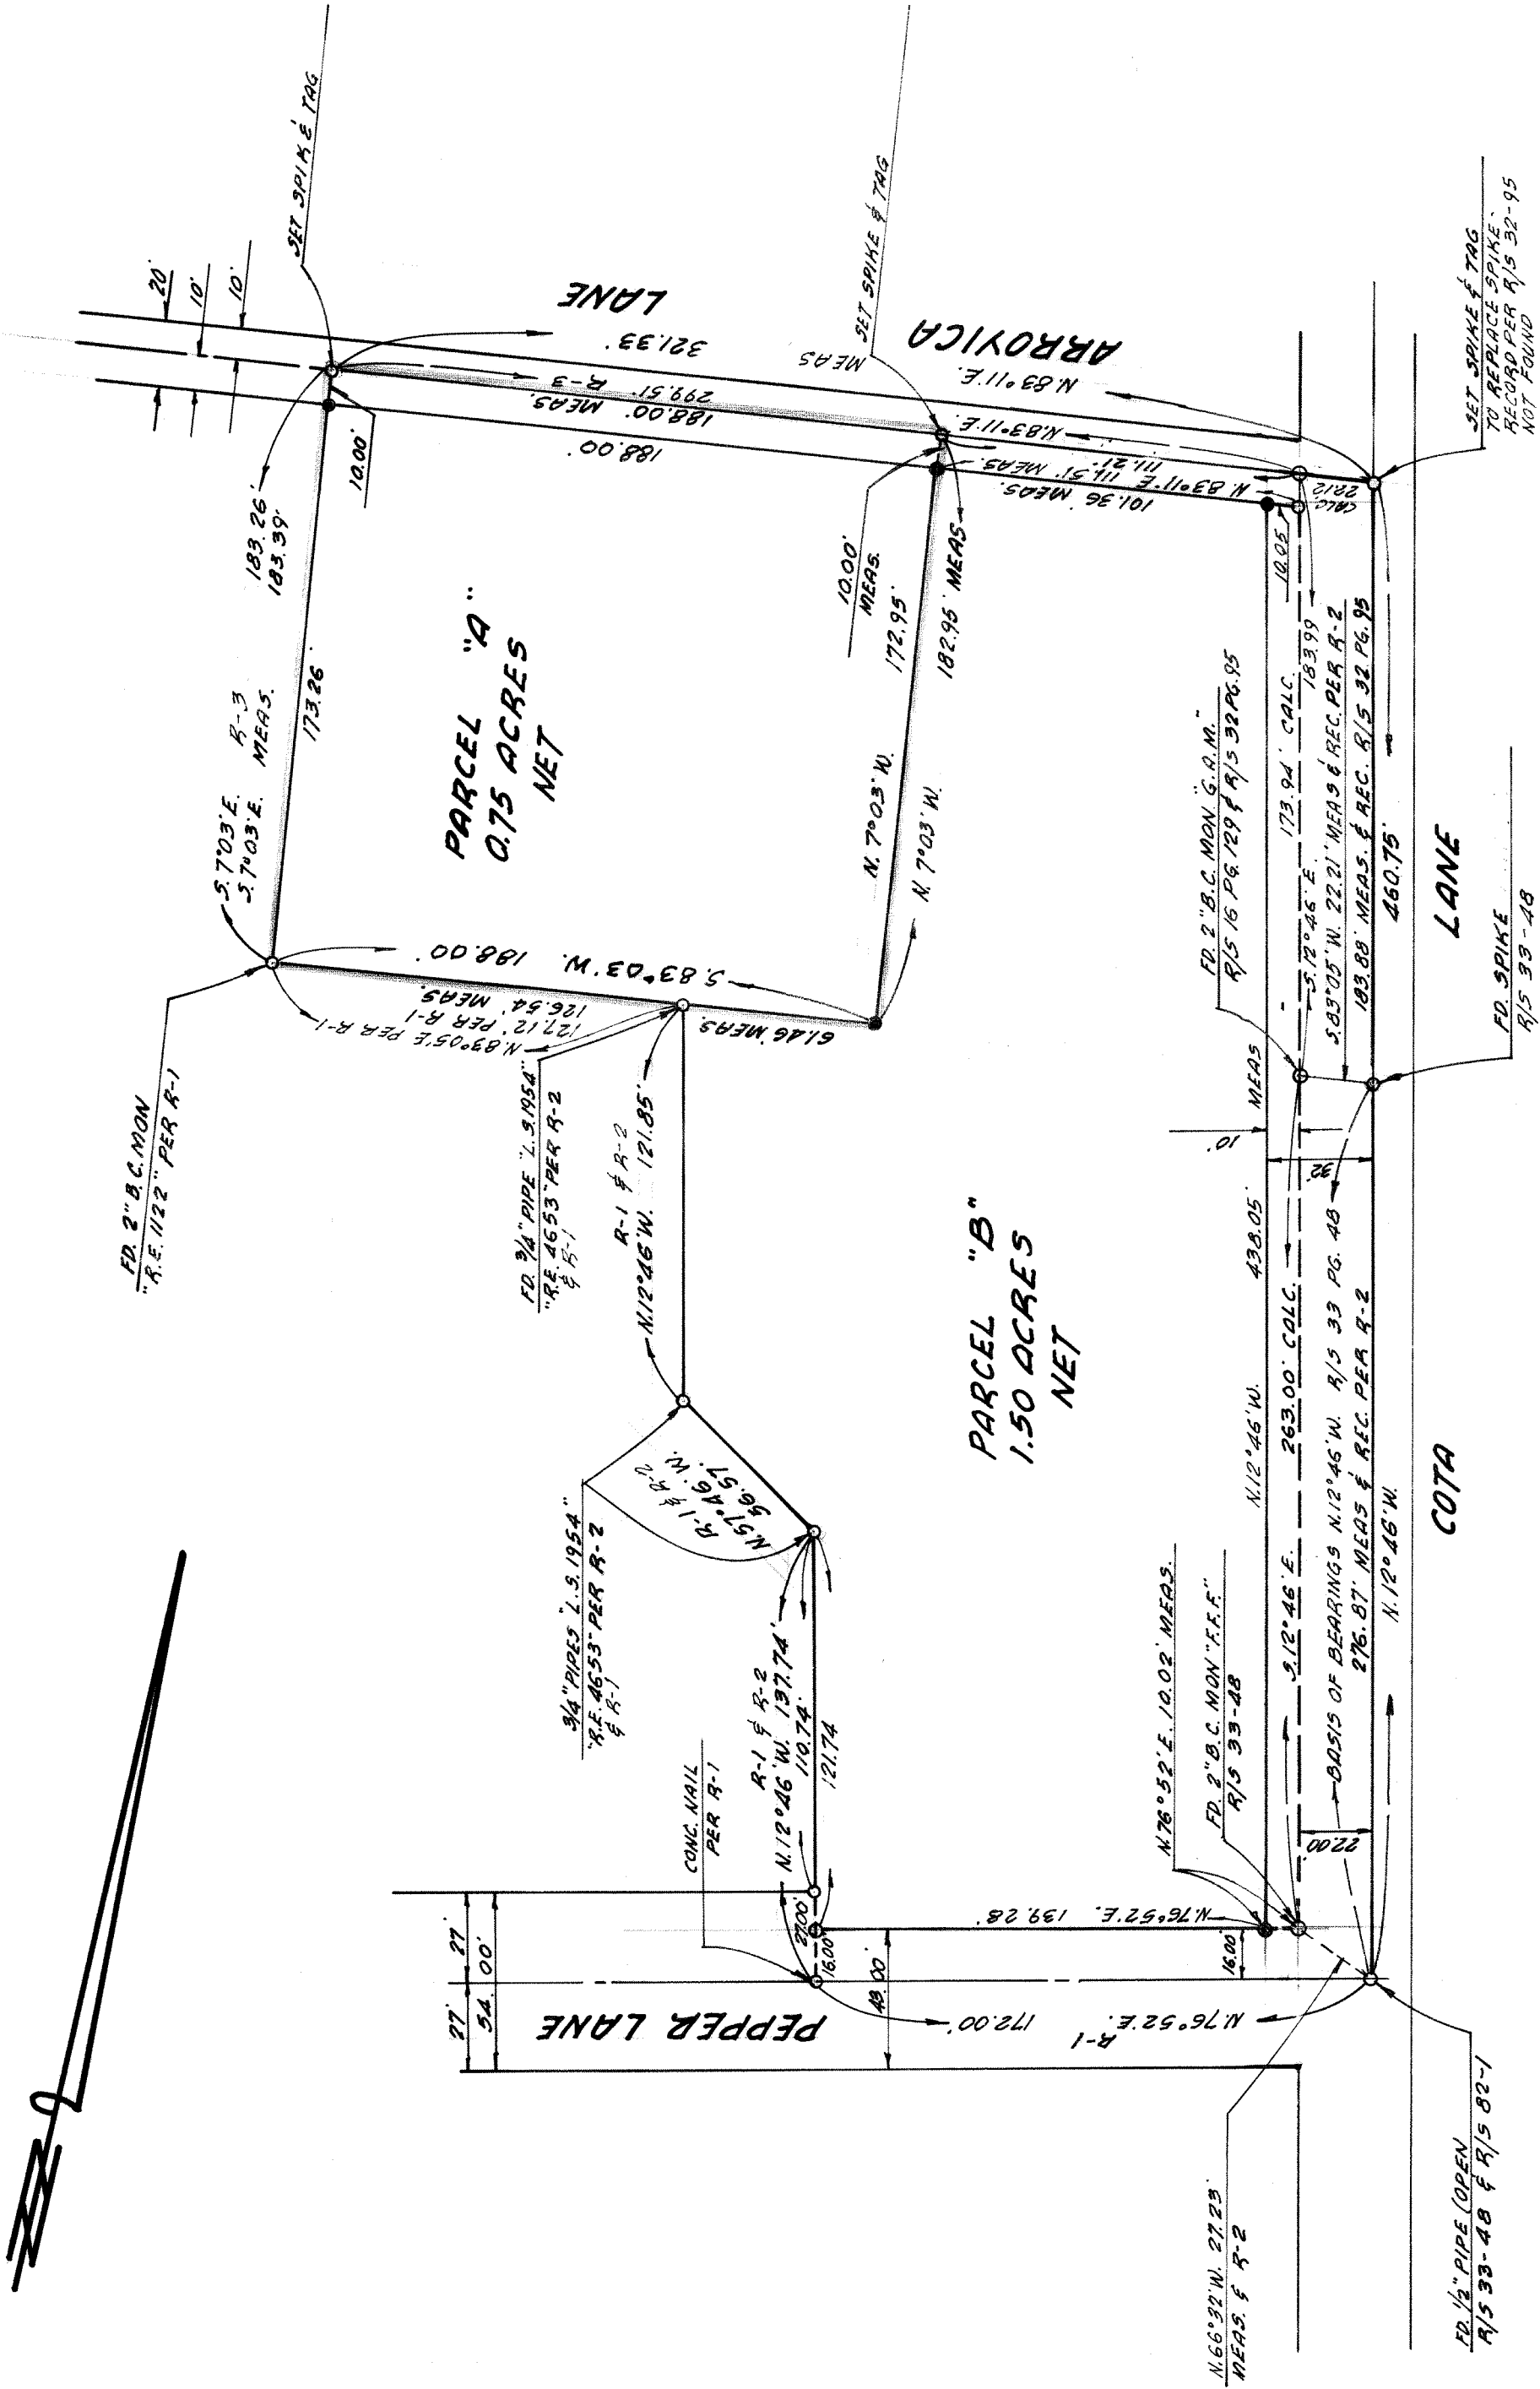 SET SPIKE & TAG
20'
10'
10'
LANE
ARROYICA
321.33'
MEAS
N.83°11'E.
R-3
299.51'
188.00' MEAS.
188.00'
SET SPIKE & TAG
10.00'
183.26'
183.39'
S.7°03'E. R-3
S.7°03'E. MEAS.
173.26'
PARCEL "A"
0.75 ACRES
NET
10.00'
MEAS.
172.95'
182.95' MEAS
N.7°03'W.
N.7°03'W.
N.83°11'E.
111.21'
N.83°11'E 111.51' MEAS.
101.36' MEAS.
22.12
CALC
10.05
SET SPIKE & TAG
TO REPLACE SPIKE
RECORD PER R/S 32-95
NOT FOUND
FD. 2" B.C. MON
"R.E. 1122" PER R-1
S.83°03'W. 188.00'
N.83°05'E PER R-1
127.12' PER R-1
126.54' MEAS.
61.46' MEAS.
FD. 3/4" PIPE "L.S. 1954"
"R.E. 4653" PER R-2
& R-1
R-1 & R-2
N.12°46'W. 121.85'
3/4" PIPES "L.S. 1954"
"R.E. 4653" PER R-2
& R-1
R-1 & R-2
N.57°46'W.
56.57'
R-1 & R-2
N.12°46'W. 137.74'
110.74'
121.74
CONC. NAIL
PER R-1
PARCEL "B"
1.50 ACRES
NET
FD. 2" B.C. MON "G.A.M."
R/S 16 PG. 129 & R/S 32 PG. 95
N.12°46'W. 438.05' MEAS
10'
32'
173.94' CALC.
183.99
S.12°46'E.
S.83°05'W. 22.21' MEAS & REC. PER R-2
183.88' MEAS. & REC. R/S 32 PG. 95
460.75'
S.12°46'E. 263.00' CALC.
BASIS OF BEARINGS N.12°46'W. R/S 33 PG. 48
276.87' MEAS & REC. PER R-2
N.12°46'W.
COTA LANE
FD. SPIKE
R/S 33-48
N.76°52'E. 10.02' MEAS.
FD. 2" B.C. MON "F.F.F."
R/S 33-48
22.00'
16.00'
N.76°52'E. 139.28'
27.00'
16.00'
43.00'
27' 27'
54.00'
PEPPER LANE
N.76°52'E. 172.00'
R-1
N.66°32'W. 27.23'
MEAS. & R-2
FD. 1/2" PIPE (OPEN
R/S 33-48 & R/S 82-1